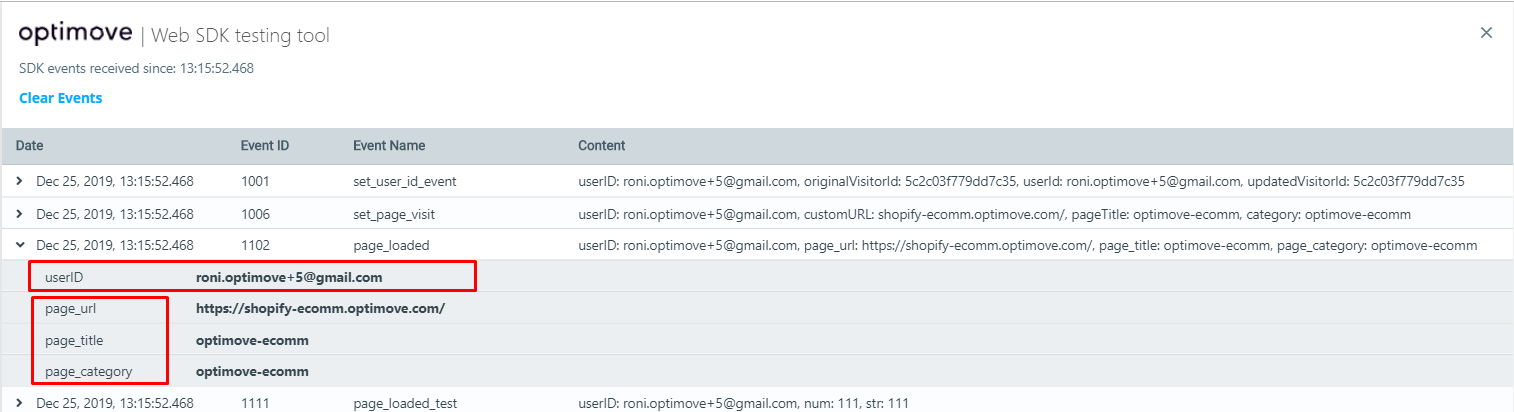 optimove | Web SDK testing tool
SDK events received since: 13:15:52.468
Clear Events
Date Event ID Event Name Content
Dec 25, 2019, 13:15:52.468 1001 set_user_id_event userID: roni.optimove+5@gmail.com, originalVisitorId: 5c2c03f779dd7c35, userId: roni.optimove+5@gmail.com, updatedVisitorId: 5c2c03f779dd7c35
Dec 25, 2019, 13:15:52.468 1006 set_page_visit userID: roni.optimove+5@gmail.com, customURL: shopify-ecomm.optimove.com/, pageTitle: optimove-ecomm, category: optimove-ecomm
Dec 25, 2019, 13:15:52.468 1102 page_loaded userID: roni.optimove+5@gmail.com, page_url: https://shopify-ecomm.optimove.com/, page_title: optimove-ecomm, page_category: optimove-ecomm
userID roni.optimove+5@gmail.com
page_url https://shopify-ecomm.optimove.com/
page_title optimove-ecomm
page_category optimove-ecomm
Dec 25, 2019, 13:15:52.468 1111 page_loaded_test userID: roni.optimove+5@gmail.com, num: 111, str: 111